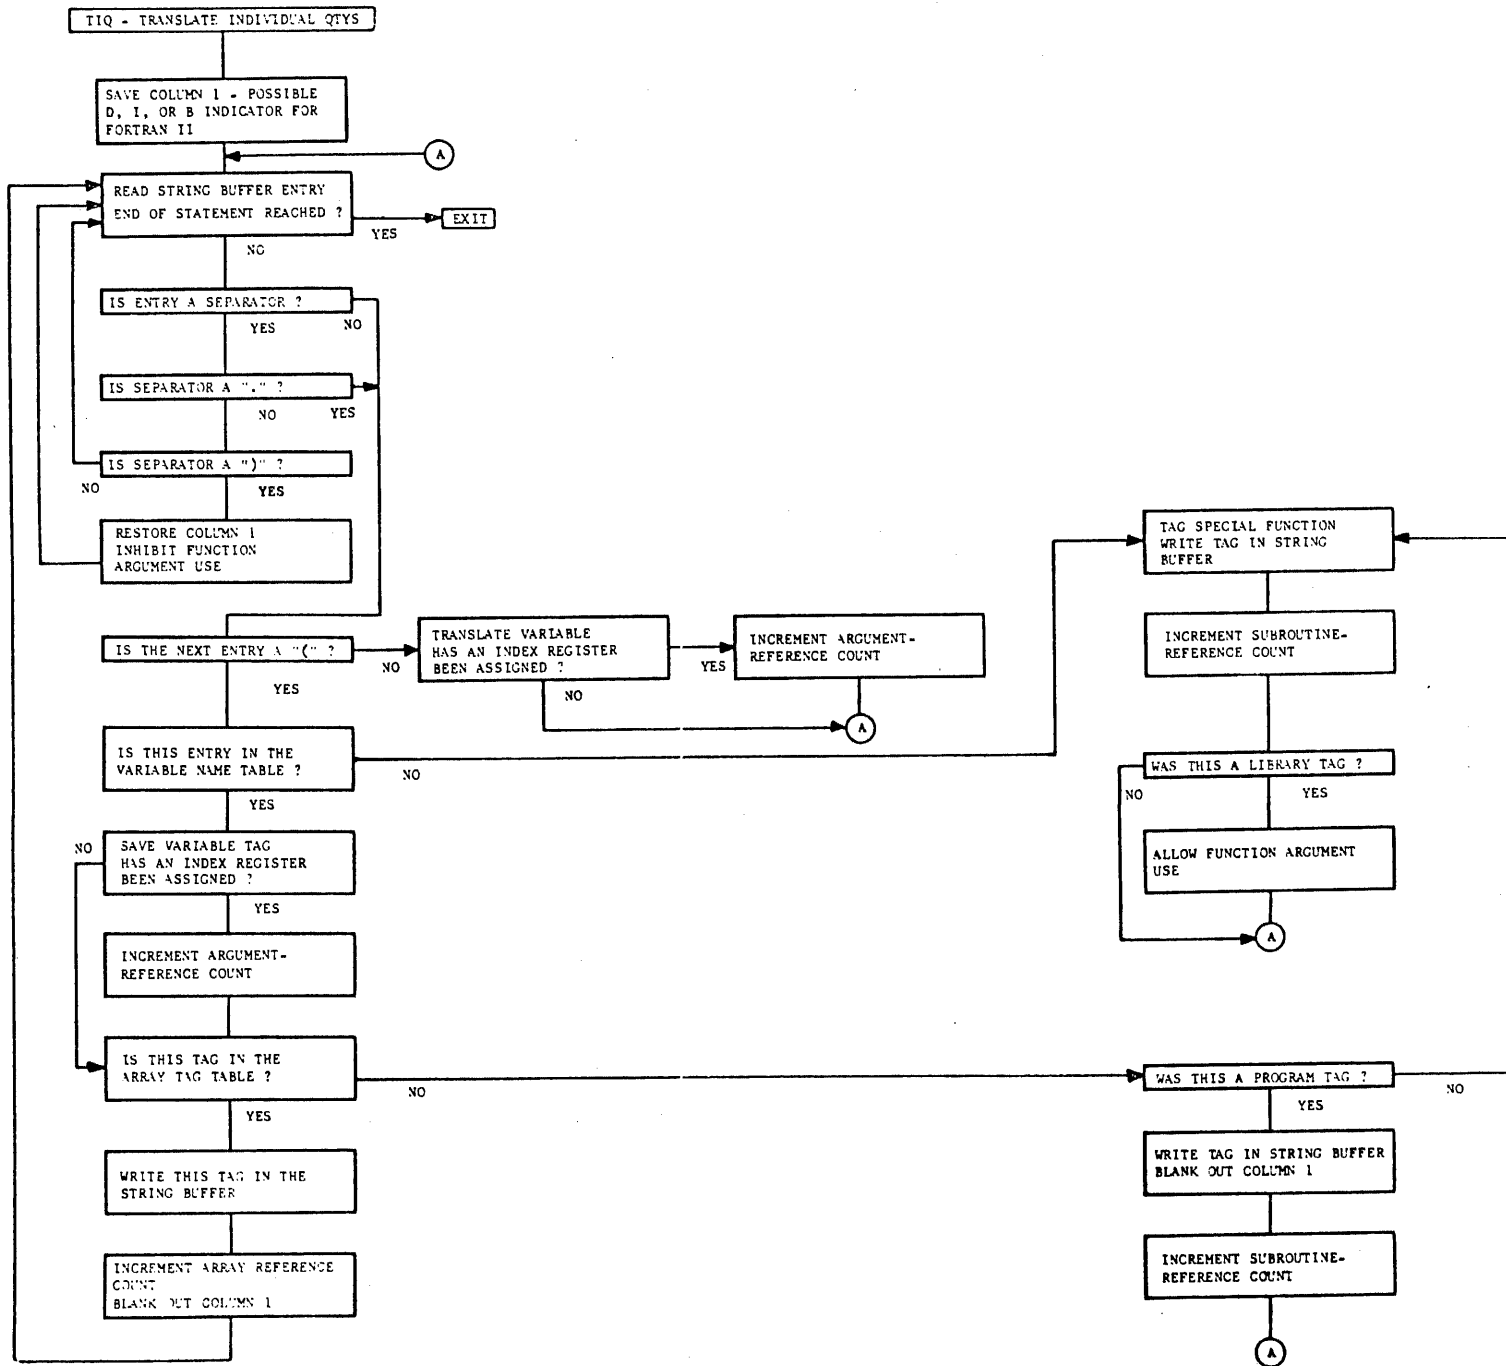 TIQ - TRANSLATE INDIVIDUAL QTYS
SAVE COLUMN 1 - POSSIBLE
D, I, OR B INDICATOR FOR
FORTRAN II
A
READ STRING BUFFER ENTRY
END OF STATEMENT REACHED ?
YES
EXIT
NO
IS ENTRY A SEPARATOR ?
YES
NO
IS SEPARATOR A "." ?
NO
YES
IS SEPARATOR A ")" ?
NO
YES
RESTORE COLUMN 1
INHIBIT FUNCTION
ARGUMENT USE
IS THE NEXT ENTRY A "(" ?
NO
YES
TRANSLATE VARIABLE
HAS AN INDEX REGISTER
BEEN ASSIGNED ?
YES
NO
INCREMENT ARGUMENT-
REFERENCE COUNT
A
IS THIS ENTRY IN THE
VARIABLE NAME TABLE ?
NO
YES
NO
SAVE VARIABLE TAG
HAS AN INDEX REGISTER
BEEN ASSIGNED ?
YES
INCREMENT ARGUMENT-
REFERENCE COUNT
IS THIS TAG IN THE
ARRAY TAG TABLE ?
NO
YES
WRITE THIS TAG IN THE
STRING BUFFER
INCREMENT ARRAY REFERENCE
COUNT
BLANK OUT COLUMN 1
TAG SPECIAL FUNCTION
WRITE TAG IN STRING
BUFFER
INCREMENT SUBROUTINE-
REFERENCE COUNT
WAS THIS A LIBRARY TAG ?
NO
YES
ALLOW FUNCTION ARGUMENT
USE
A
WAS THIS A PROGRAM TAG ?
NO
YES
WRITE TAG IN STRING BUFFER
BLANK OUT COLUMN 1
INCREMENT SUBROUTINE-
REFERENCE COUNT
A